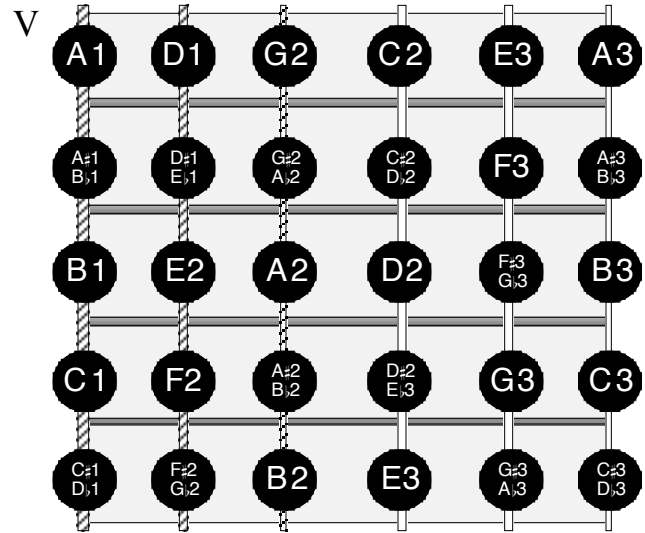 V
A1 D1 G2 C2 E3 A3
A♯1 D♯1 G♯2 C♯2 F3 A♯3
B♭1 E♭1 A♭2 D♭2 B♭3
B1 E2 A2 D2 F♯3 B3
G♭3
C1 F2 A♯2 D♯2 G3 C3
B♭2 E♭3
C♯1 F♯2 B2 E3 G♯3 C♯3
D♭1 G♭2 A♭3 D♭3